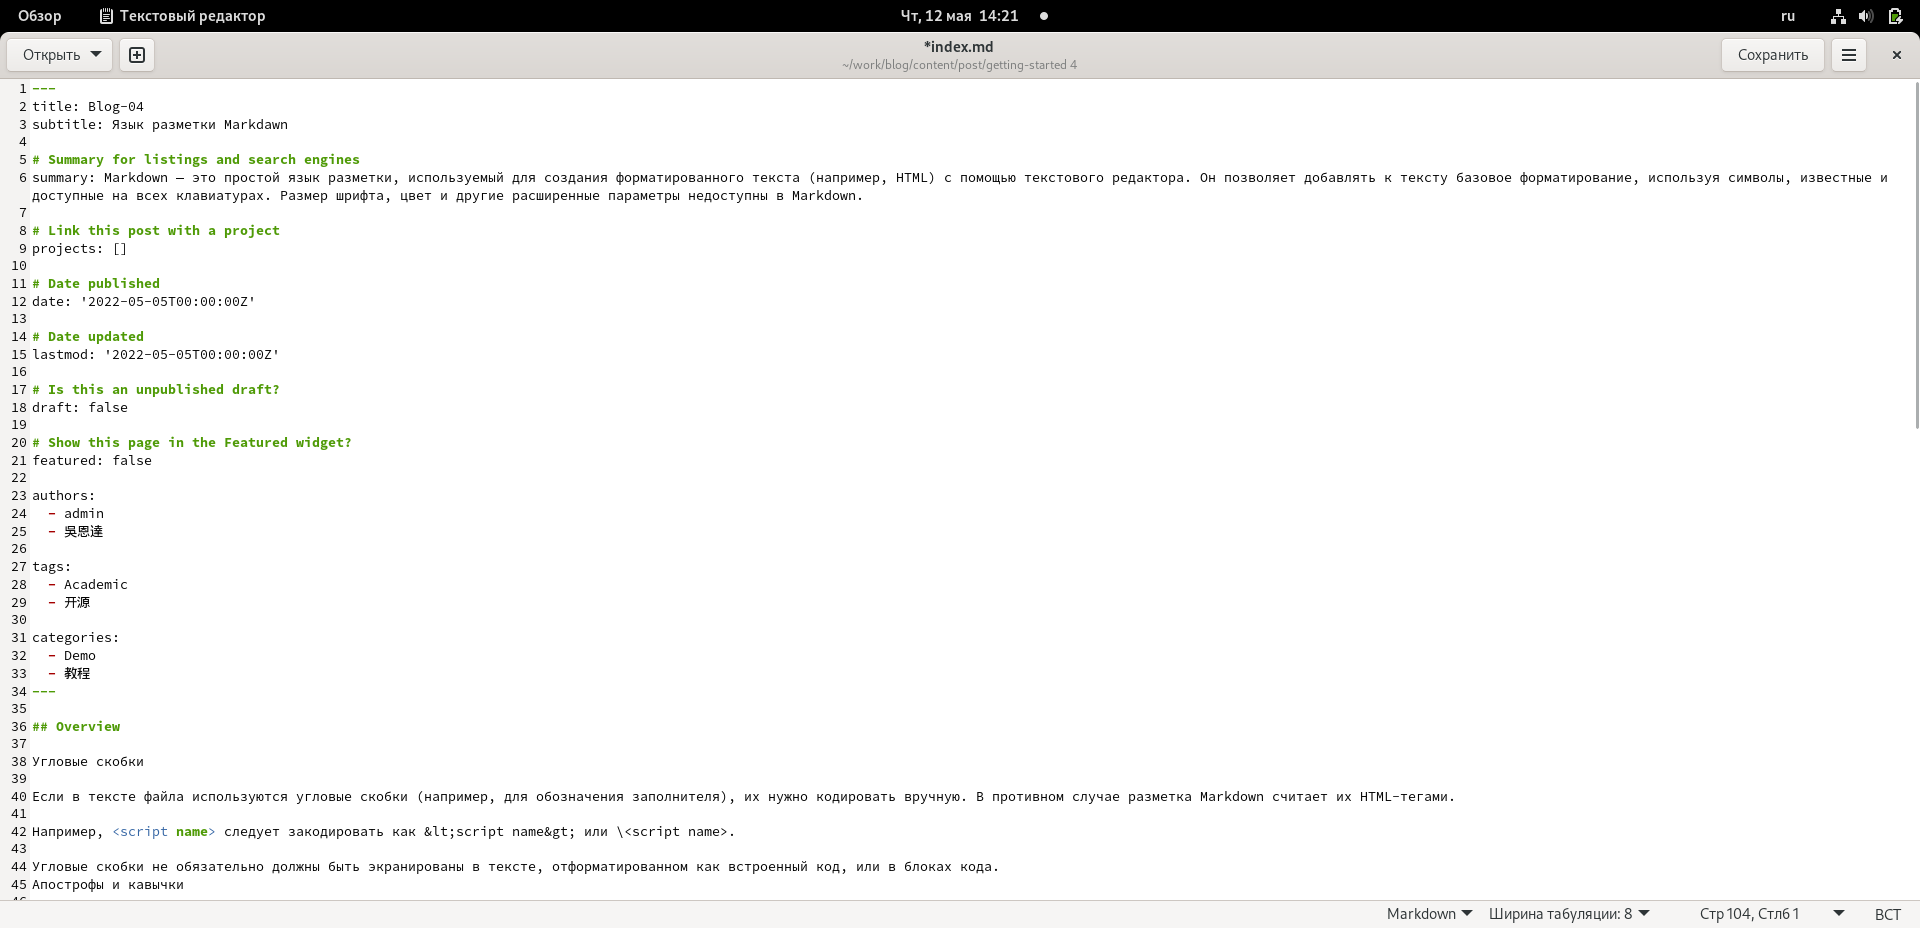 Обзор Текстовый редактор Чт, 12 мая 14:21 ru
Открыть *index.md Сохранить
~/work/blog/content/post/getting-started 4
1 ---
2 title: Blog-04
3 subtitle: Язык разметки Markdawn
4
5 # Summary for listings and search engines
6 summary: Markdown — это простой язык разметки, используемый для создания форматированного текста (например, HTML) с помощью текстового редактора. Он позволяет добавлять к тексту базовое форматирование, используя символы, известные и
доступные на всех клавиатурах. Размер шрифта, цвет и другие расширенные параметры недоступны в Markdown.
7
8 # Link this post with a project
9 projects: []
10
11 # Date published
12 date: '2022-05-05T00:00:00Z'
13
14 # Date updated
15 lastmod: '2022-05-05T00:00:00Z'
16
17 # Is this an unpublished draft?
18 draft: false
19
20 # Show this page in the Featured widget?
21 featured: false
22
23 authors:
24 - admin
25 - 吳恩達
26
27 tags:
28 - Academic
29 - 开源
30
31 categories:
32 - Demo
33 - 教程
34 ---
35
36 ## Overview
37
38 Угловые скобки
39
40 Если в тексте файла используются угловые скобки (например, для обозначения заполнителя), их нужно кодировать вручную. В противном случае разметка Markdown считает их HTML-тегами.
41
42 Например, <script name> следует закодировать как &lt;script name&gt; или \<script name>.
43
44 Угловые скобки не обязательно должны быть экранированы в тексте, отформатированном как встроенный код, или в блоках кода.
45 Апострофы и кавычки
46
Markdown Ширина табуляции: 8 Стр 104, Стлб 1 ВСТ